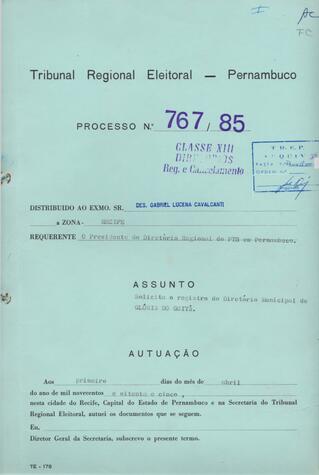 I AC
FC
Tribunal Regional Eleitoral — Pernambuco
PROCESSO N.º 767/85
CLASSE XIII
DIRETÓRIOS
Reg. e Cancelamento
T.R.E.P.
ARQUIVO
DISTRIBUIDO AO EXMO. SR. DES. GABRIEL LUCENA CAVALCANTI
a ZONA- RECIFE
REQUERENTE O Presidente do Diretório Regional do PTB em Pernambuco.
ASSUNTO
Solicita o registro do Diretório Municipal de
GLÓRIA DO GOITÁ.
AUTUAÇÃO
Aos primeiro dias do mês de abril
do ano de mil novecentos e oitenta e cinco,
nesta cidade do Recife, Capital do Estado de Pernambuco e na Secretaria do Tribunal
Regional Eleitoral, autuei os documentos que se seguem.
Eu,
Diretor Geral da Secretaria, subscrevo o presente termo.
TE - 178